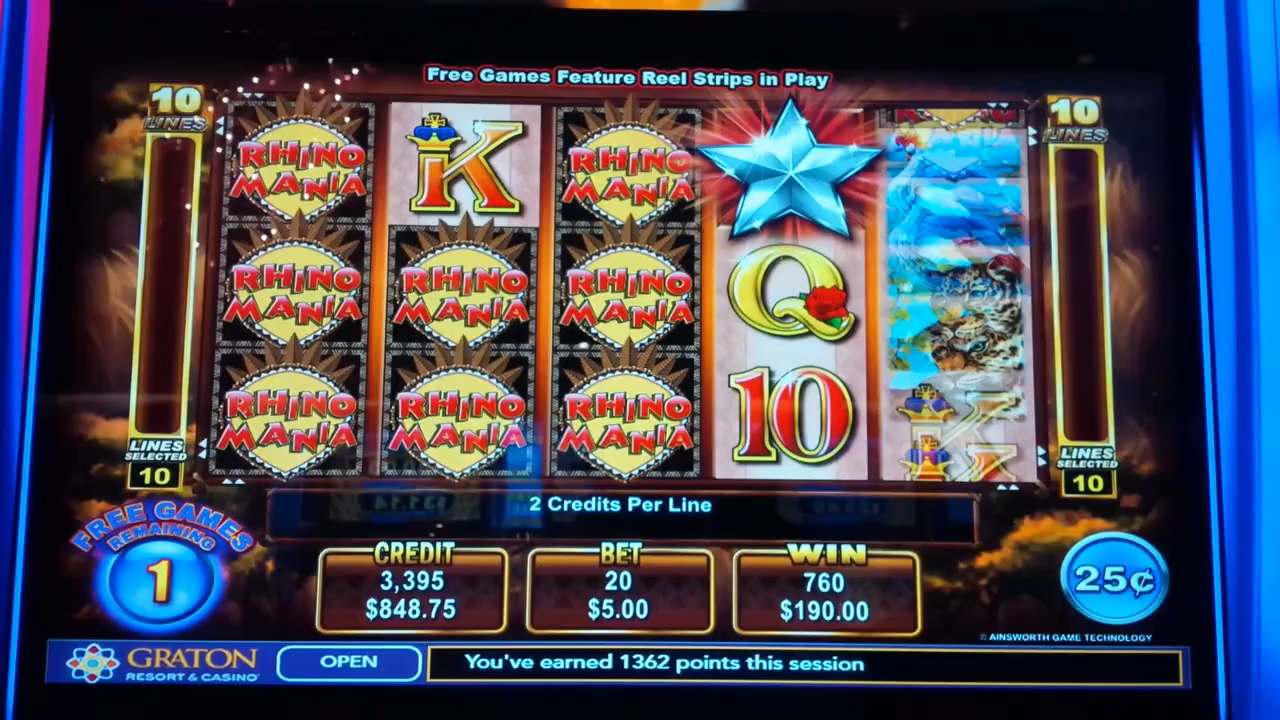 Free Games Feature Reel Strips in Play
10
LINES
10
LINES
RHINO
MANIA
K
RHINO
MANIA
RHINO
MANIA
RHINO
MANIA
RHINO
MANIA
Q
RHINO
MANIA
RHINO
MANIA
RHINO
MANIA
10
K
K
LINES
SELECTED
10
LINES
SELECTED
10
2 Credits Per Line
FREE GAMES
REMAINING
1
CREDIT
3,395
$848.75
BET
20
$5.00
WIN
760
$190.00
25¢
© AINSWORTH GAME TECHNOLOGY
GRATON
RESORT & CASINO
OPEN
You've earned 1362 points this session